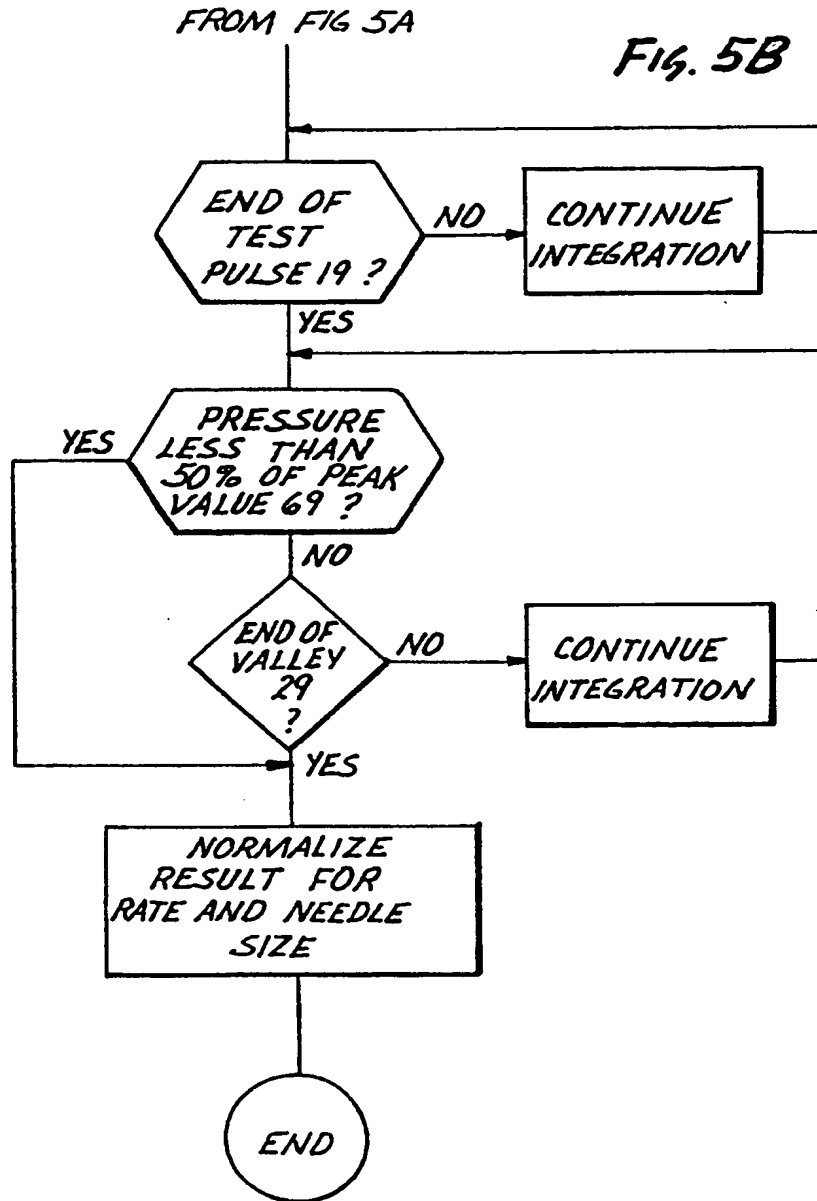 FROM FIG 5A
FIG. 5B
END OF
TEST
PULSE 19 ?
NO
CONTINUE
INTEGRATION
YES
PRESSURE
LESS THAN
50% OF PEAK
VALUE 69 ?
YES
NO
END OF
VALLEY
29
?
NO
CONTINUE
INTEGRATION
YES
NORMALIZE
RESULT FOR
RATE AND NEEDLE
SIZE
END